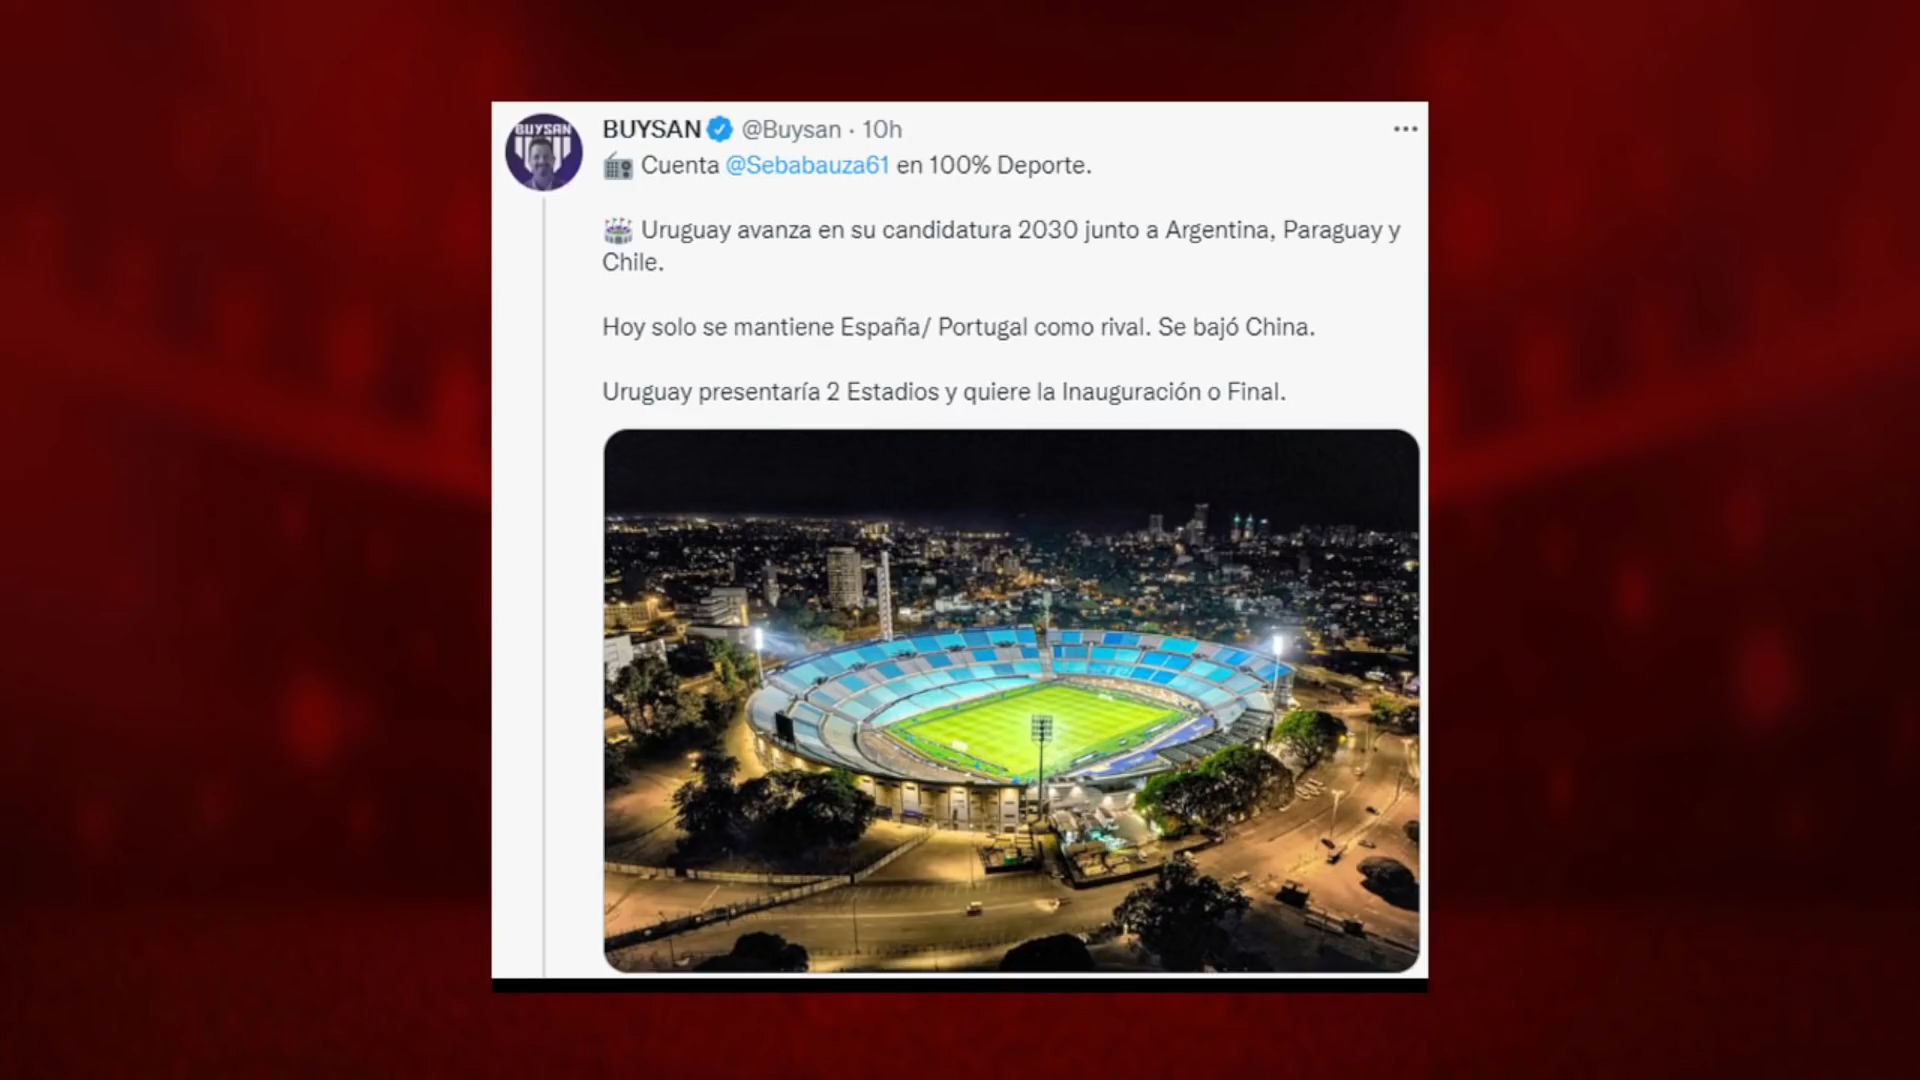 BUYSAN
BUYSAN @Buysan · 10h
Cuenta @Sebabauza61 en 100% Deporte.
Uruguay avanza en su candidatura 2030 junto a Argentina, Paraguay y
Chile.
Hoy solo se mantiene España/ Portugal como rival. Se bajó China.
Uruguay presentaría 2 Estadios y quiere la Inauguración o Final.